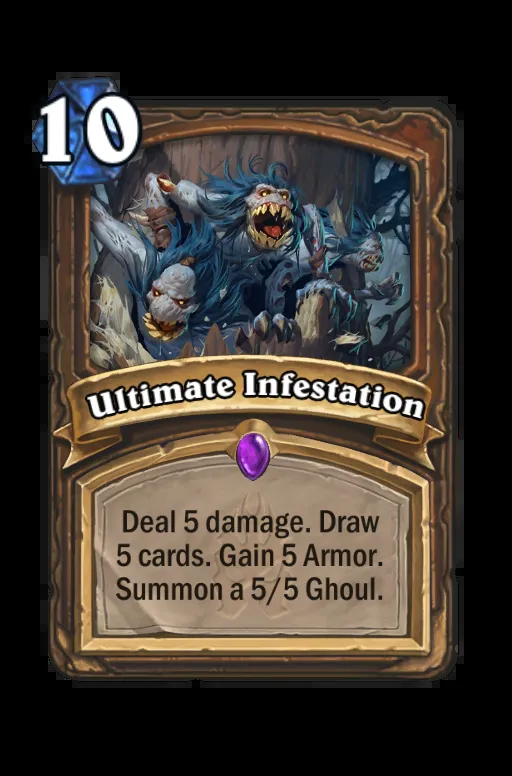 10
Ultimate Infestation
Deal 5 damage. Draw
5 cards. Gain 5 Armor.
Summon a 5/5 Ghoul.